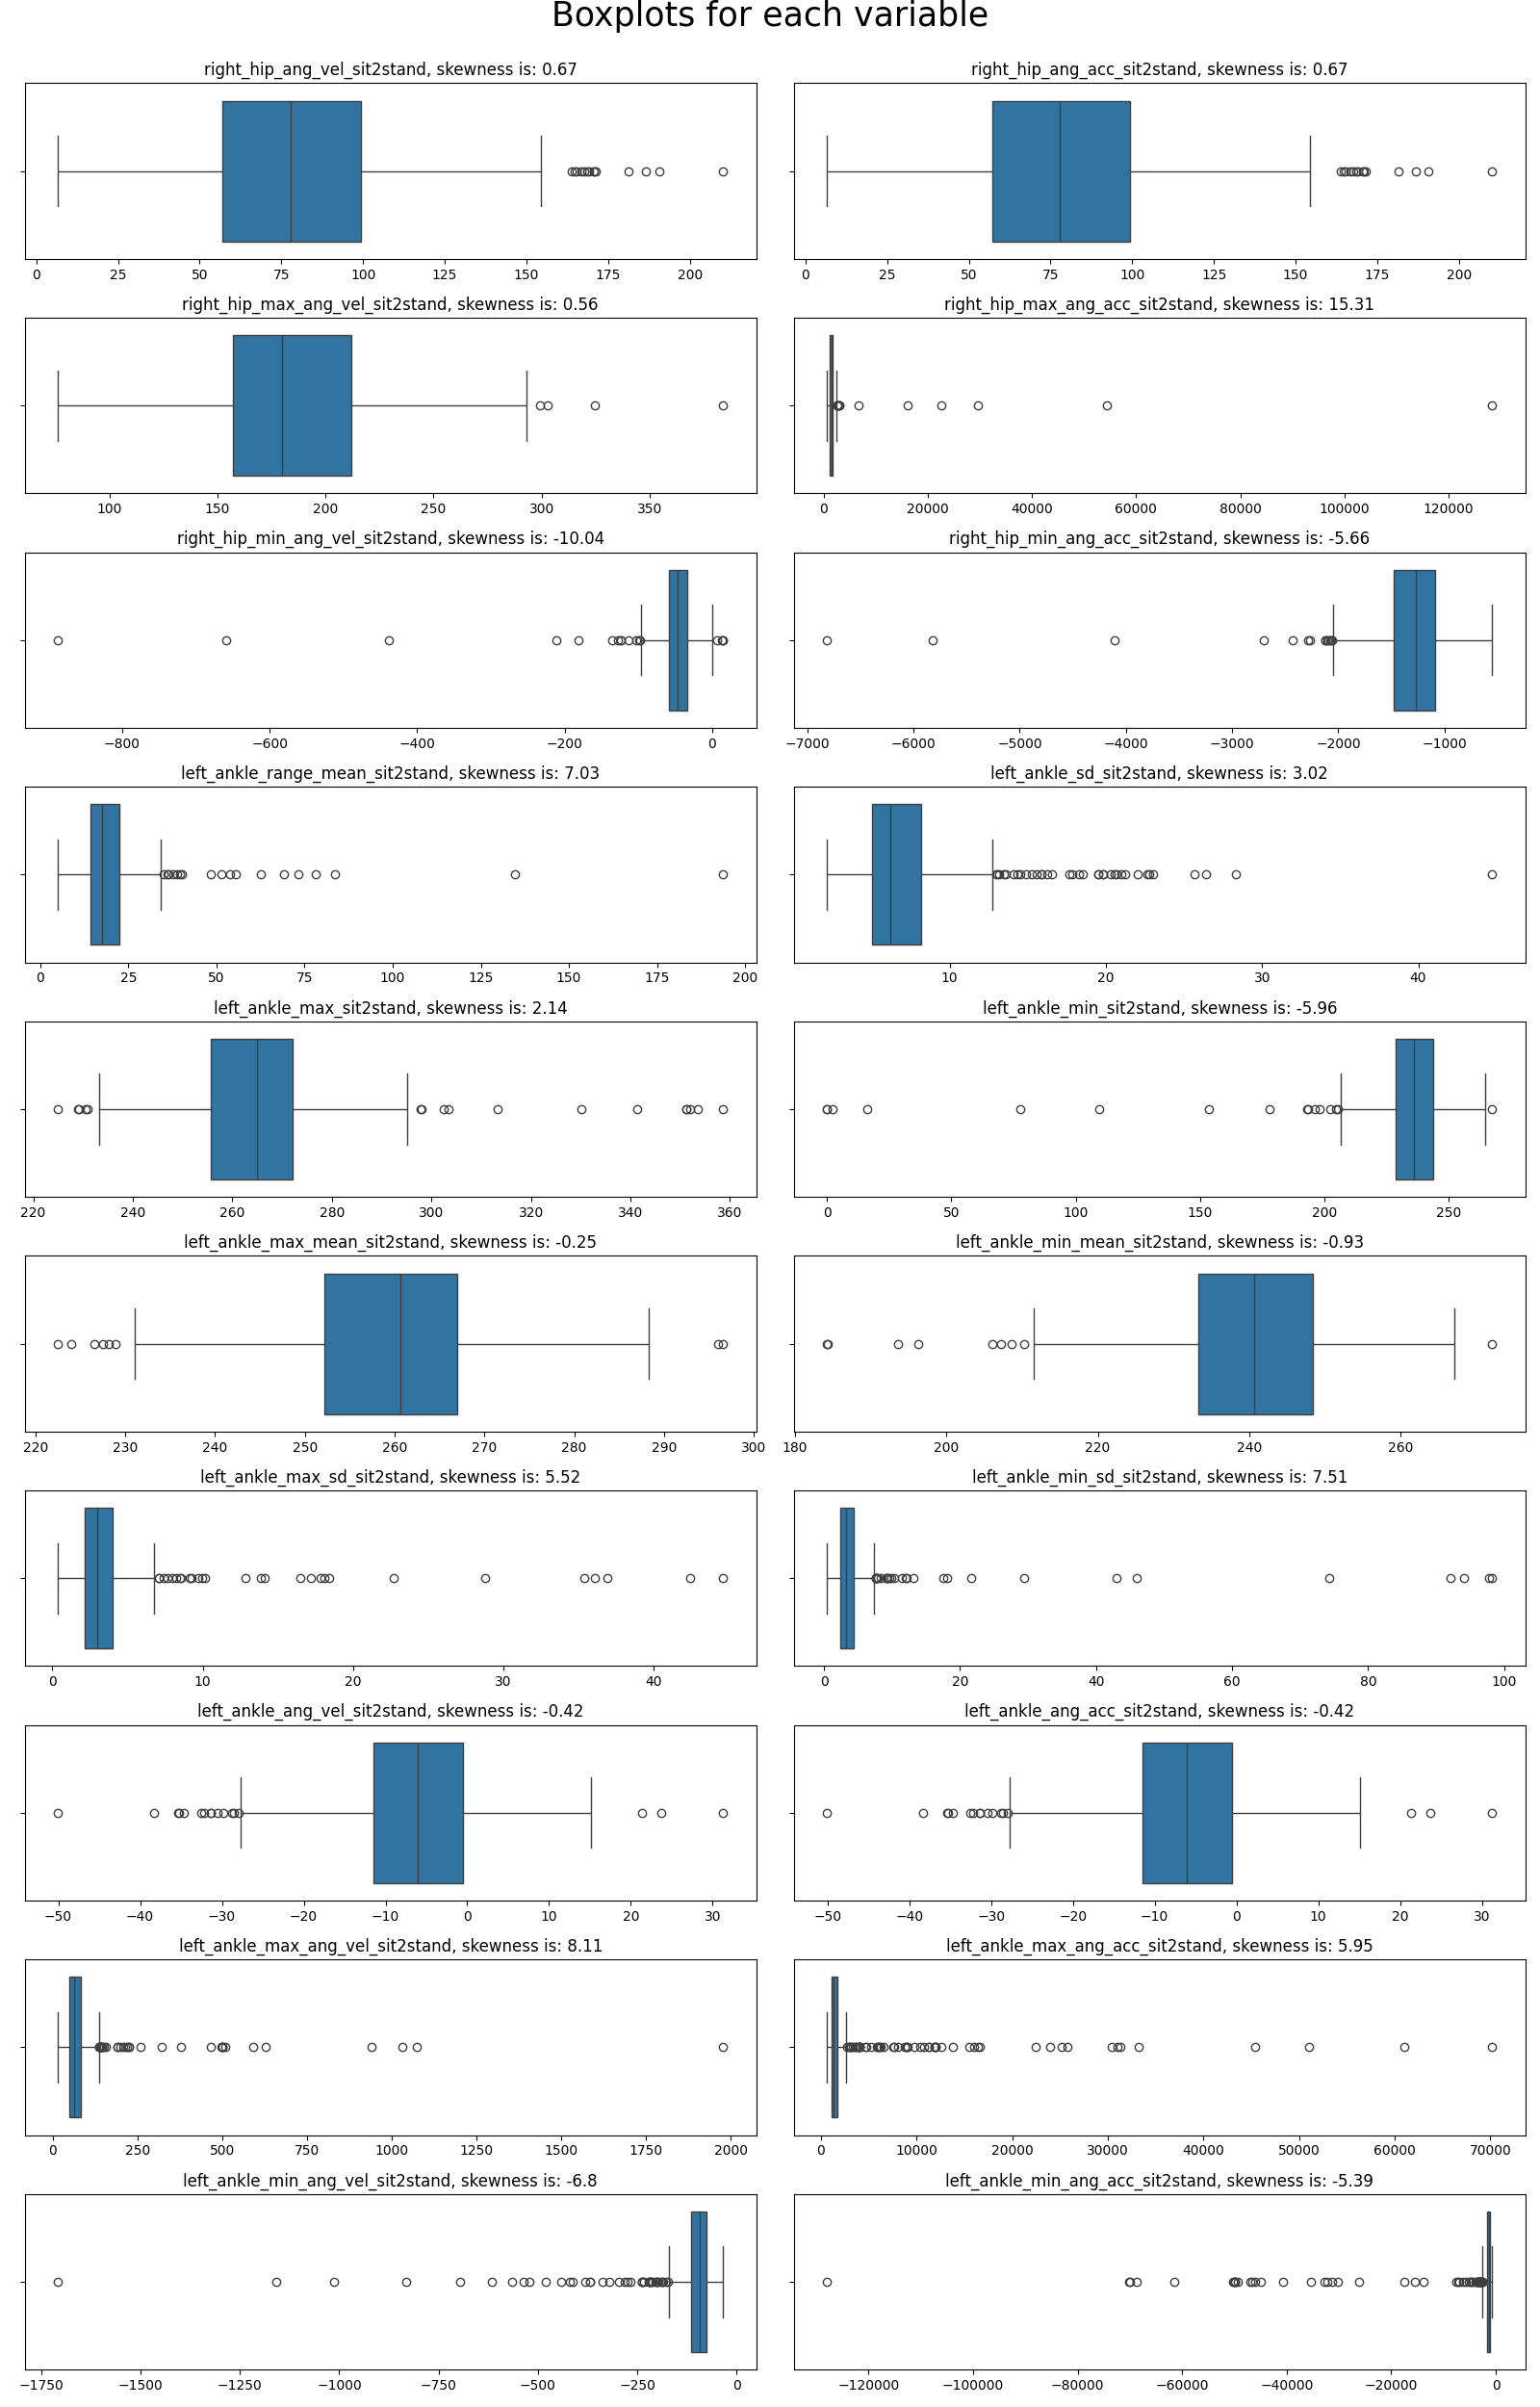 Boxplots for each variable
right_hip_ang_vel_sit2stand, skewness is: 0.67
0 25 50 75 100 125 150 175 200
right_hip_ang_acc_sit2stand, skewness is: 0.67
0 25 50 75 100 125 150 175 200
right_hip_max_ang_vel_sit2stand, skewness is: 0.56
100 150 200 250 300 350
right_hip_max_ang_acc_sit2stand, skewness is: 15.31
0 20000 40000 60000 80000 100000 120000
right_hip_min_ang_vel_sit2stand, skewness is: -10.04
−800 −600 −400 −200 0
right_hip_min_ang_acc_sit2stand, skewness is: -5.66
−7000 −6000 −5000 −4000 −3000 −2000 −1000
left_ankle_range_mean_sit2stand, skewness is: 7.03
0 25 50 75 100 125 150 175 200
left_ankle_sd_sit2stand, skewness is: 3.02
10 20 30 40
left_ankle_max_sit2stand, skewness is: 2.14
220 240 260 280 300 320 340 360
left_ankle_min_sit2stand, skewness is: -5.96
0 50 100 150 200 250
left_ankle_max_mean_sit2stand, skewness is: -0.25
220 230 240 250 260 270 280 290 300
left_ankle_min_mean_sit2stand, skewness is: -0.93
180 200 220 240 260
left_ankle_max_sd_sit2stand, skewness is: 5.52
0 10 20 30 40
left_ankle_min_sd_sit2stand, skewness is: 7.51
0 20 40 60 80 100
left_ankle_ang_vel_sit2stand, skewness is: -0.42
−50 −40 −30 −20 −10 0 10 20 30
left_ankle_ang_acc_sit2stand, skewness is: -0.42
−50 −40 −30 −20 −10 0 10 20 30
left_ankle_max_ang_vel_sit2stand, skewness is: 8.11
0 250 500 750 1000 1250 1500 1750 2000
left_ankle_max_ang_acc_sit2stand, skewness is: 5.95
0 10000 20000 30000 40000 50000 60000 70000
left_ankle_min_ang_vel_sit2stand, skewness is: -6.8
−1750 −1500 −1250 −1000 −750 −500 −250 0
left_ankle_min_ang_acc_sit2stand, skewness is: -5.39
−120000 −100000 −80000 −60000 −40000 −20000 0